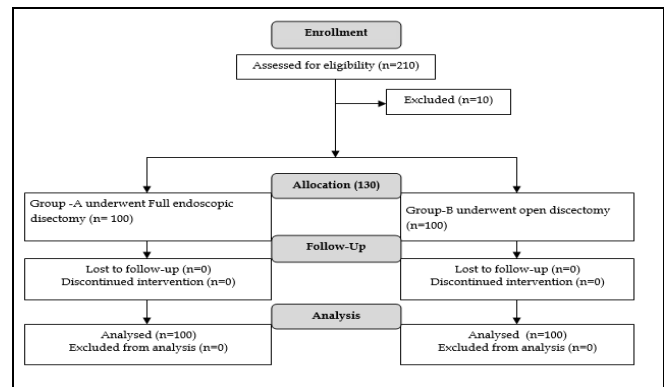 Enrollment
Assessed for eligibility (n=210)
Excluded (n=10)
Allocation (130)
Group -A underwent Full endoscopic
disectomy (n= 100)
Group-B underwent open discectomy
(n=100)
Follow-Up
Lost to follow-up (n=0)
Discontinued intervention (n=0)
Lost to follow-up (n=0)
Discontinued intervention (n=0)
Analysis
Analysed (n=100)
Excluded from analysis (n=0)
Analysed (n=100)
Excluded from analysis (n=0)